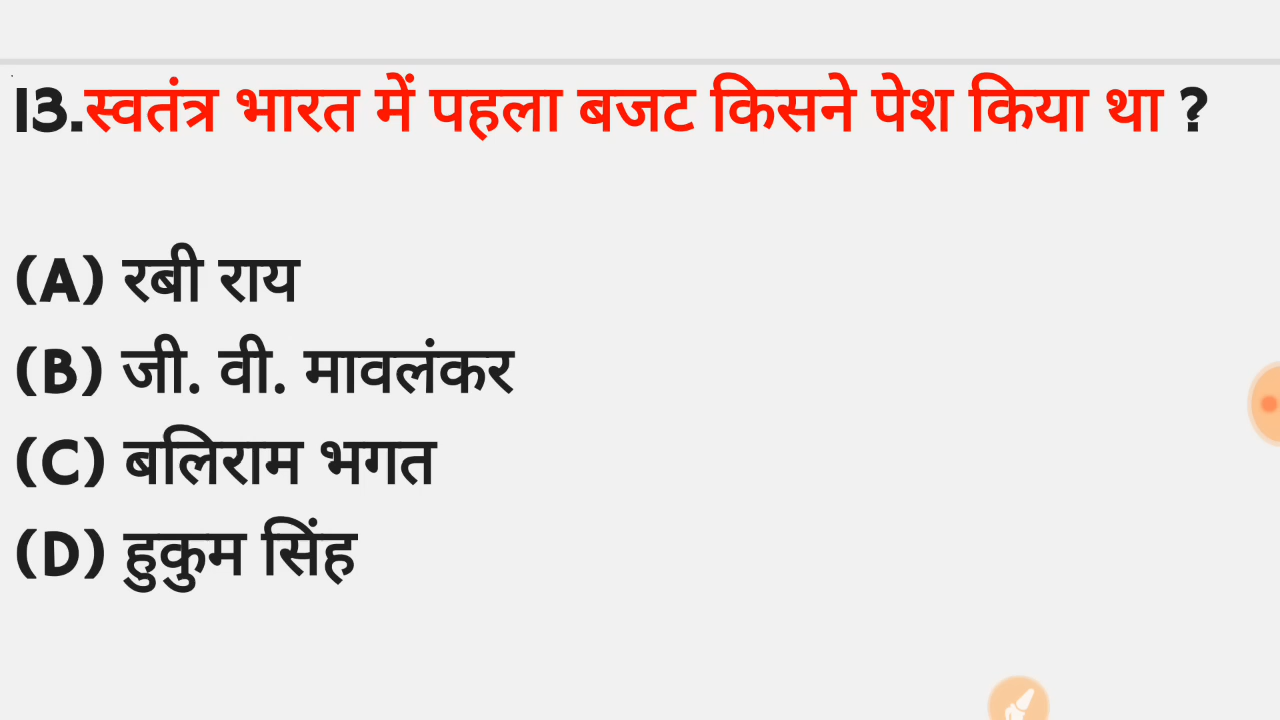 13.स्वतंत्र भारत में पहला बजट किसने पेश किया था ?
(A) रबी राय
(B) जी. वी. मावलंकर
(C) बलिराम भगत
(D) हुकुम सिंह